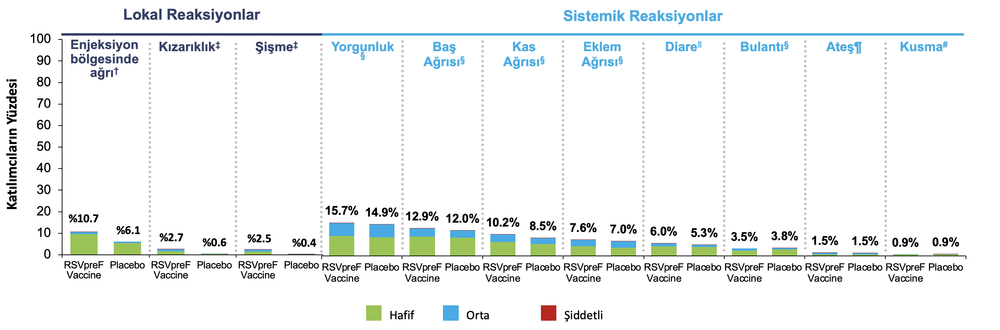 Lokal Reaksiyonlar
Sistemik Reaksiyonlar
Katılımcıların Yüzdesi
100
90
80
70
60
50
40
30
20
10
0
Enjeksiyon
bölgesinde
ağrı†
Kızarıklık‡
Şişme‡
Yorgunluk
§
Baş
Ağrısı§
Kas
Ağrısı§
Eklem
Ağrısı§
Diare||
Bulantı§
Ateş¶
Kusma#
%10.7
%6.1
%2.7
%0.6
%2.5
%0.4
15.7%
14.9%
12.9%
12.0%
10.2%
8.5%
7.6%
7.0%
6.0%
5.3%
3.5%
3.8%
1.5%
1.5%
0.9%
0.9%
RSVpreF
Vaccine
Placebo
RSVpreF
Vaccine
Placebo
RSVpreF
Vaccine
Placebo
RSVpreF
Vaccine
Placebo
RSVpreF
Vaccine
Placebo
RSVpreF
Vaccine
Placebo
RSVpreF
Vaccine
Placebo
RSVpreF
Vaccine
Placebo
RSVpreF
Vaccine
Placebo
RSVpreF
Vaccine
Placebo
RSVpreF
Vaccine
Placebo
Hafif
Orta
Şiddetli